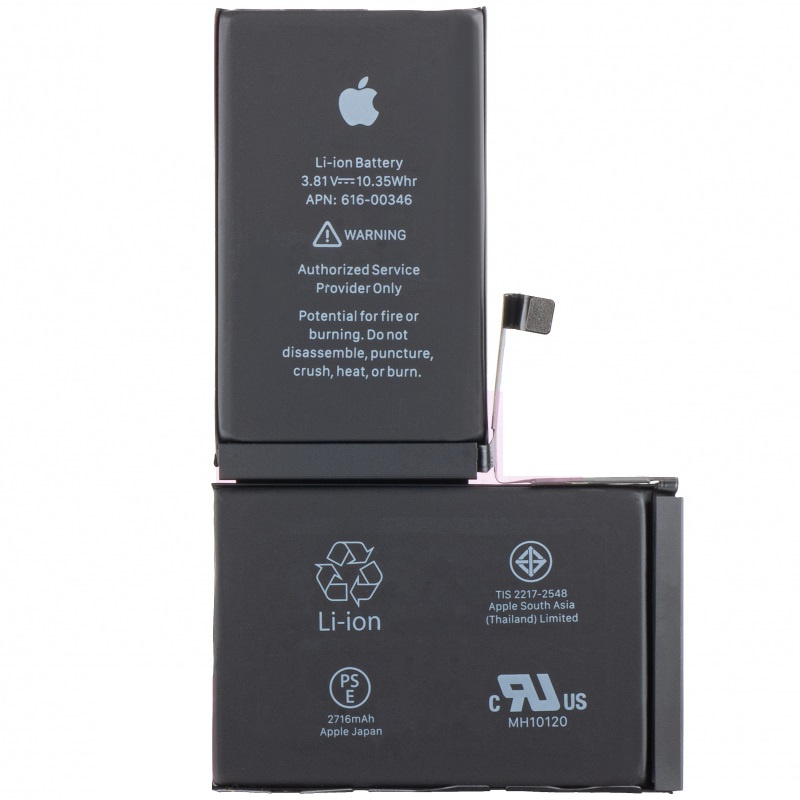 Li-ion Battery
3.81 V⎓10.35Whr
APN: 616-00346
WARNING
Authorized Service
Provider Only
Potential for fire or
burning. Do not
disassemble, puncture,
crush, heat, or burn.
Li-ion
TIS 2217-2548
Apple South Asia
(Thailand) Limited
PS
E
2716mAh
Apple Japan
c RU US
MH10120